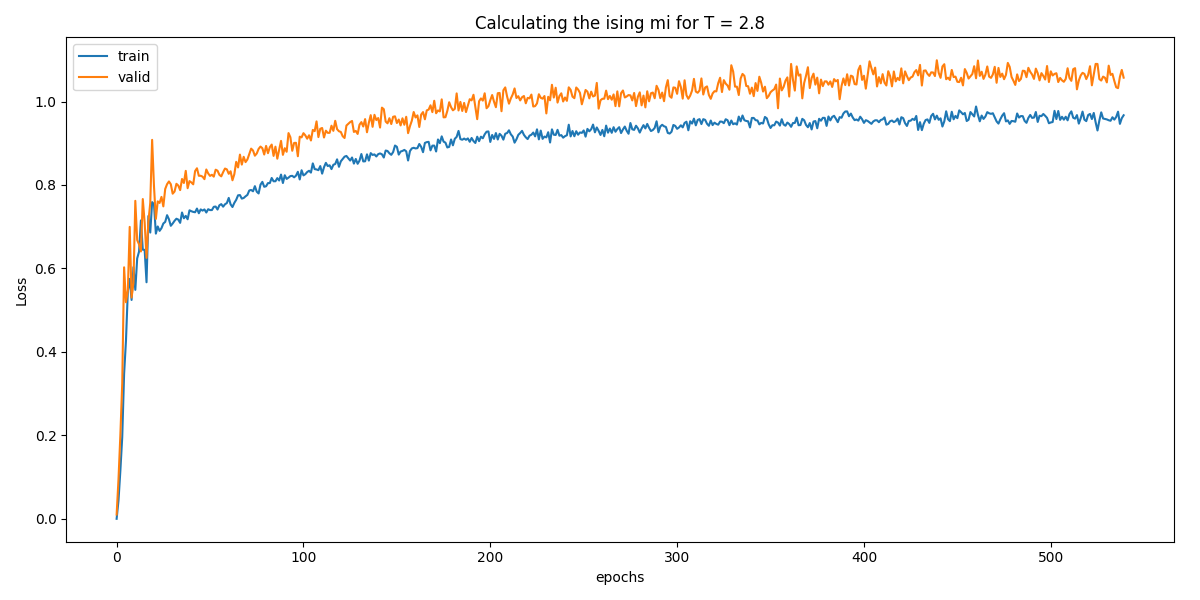 Calculating the ising mi for T = 2.8
train
valid
Loss
1.0
0.8
0.6
0.4
0.2
0.0
0 100 200 300 400 500
epochs